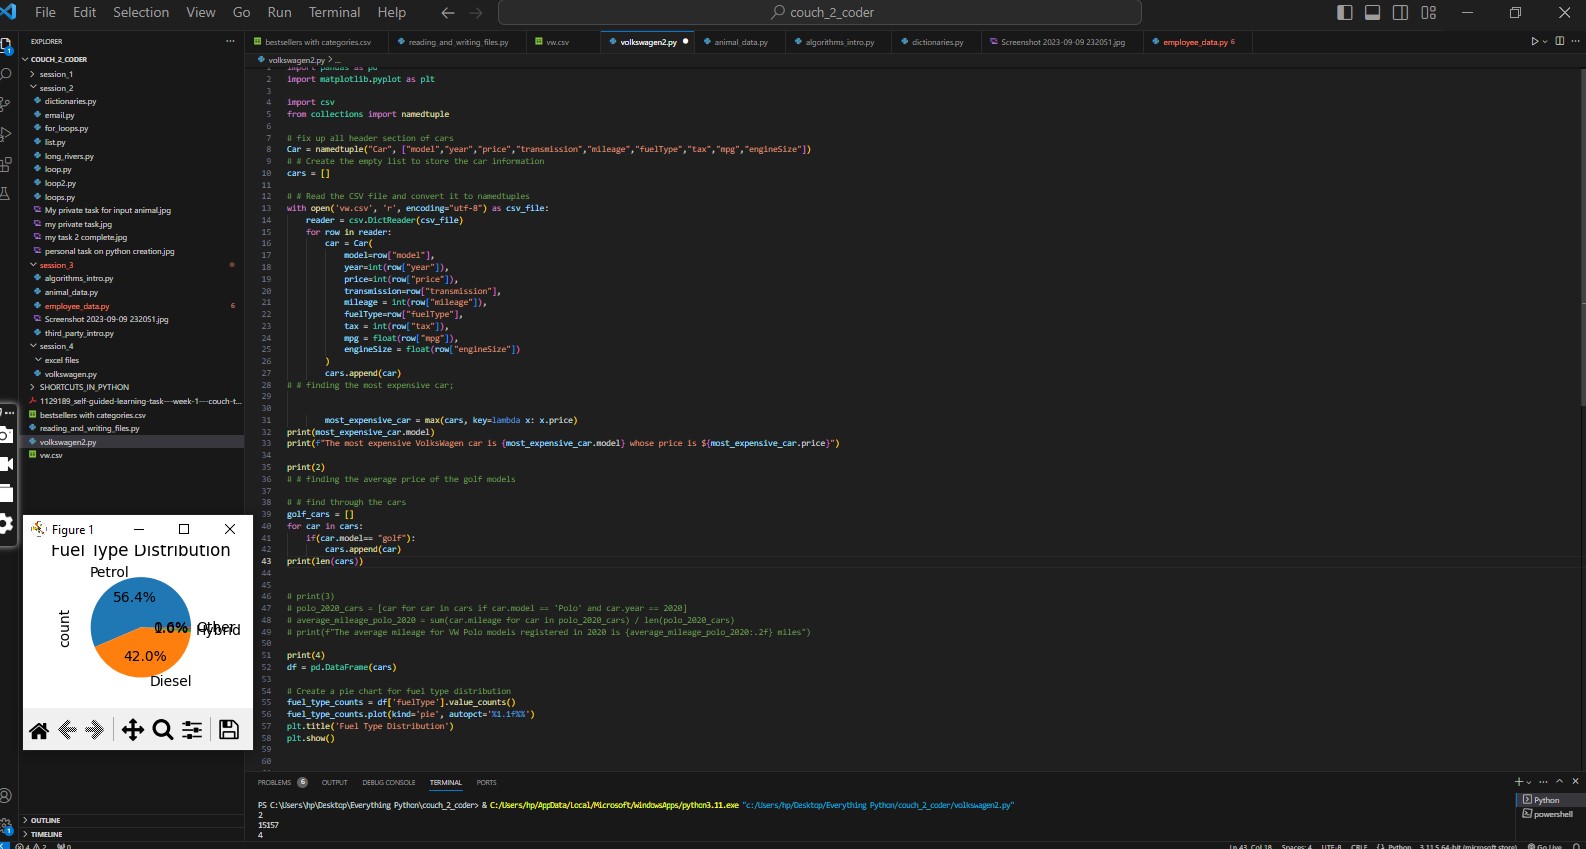 File Edit Selection View Go Run Terminal Help couch_2_coder
EXPLORER
bestsellers with categories.csv reading_and_writing_files.py vw.csv volkswagen2.py animal_data.py algorithms_intro.py dictionaries.py Screenshot 2023-09-09 232051.jpg employee_data.py 6
COUCH_2_CODER
session_1
session_2
dictionaries.py
email.py
for_loops.py
list.py
long_rivers.py
loop.py
loop2.py
loops.py
My private task for input animal.jpg
my private task.jpg
my task 2 complete.jpg
personal task on python creation.jpg
session_3
algorithms_intro.py
animal_data.py
employee_data.py 6
Screenshot 2023-09-09 232051.jpg
third_party_intro.py
session_4
excel files
volkswagen.py
SHORTCUTS_IN_PYTHON
1129189_self-guided-learning-task---week-1---couch-t...
bestsellers with categories.csv
reading_and_writing_files.py
volkswagen2.py
vw.csv
volkswagen2.py > ...
1 import pandas as pd
2 import matplotlib.pyplot as plt
3
4 import csv
5 from collections import namedtuple
6
7 # fix up all header section of cars
8 Car = namedtuple("Car", ["model","year","price","transmission","mileage","fuelType","tax","mpg","engineSize"])
9 # # Create the empty list to store the car information
10 cars = []
11
12 # # Read the CSV file and convert it to namedtuples
13 with open('vw.csv', 'r', encoding="utf-8") as csv_file:
14 reader = csv.DictReader(csv_file)
15 for row in reader:
16 car = Car(
17 model=row["model"],
18 year=int(row["year"]),
19 price=int(row["price"]),
20 transmission=row["transmission"],
21 mileage = int(row["mileage"]),
22 fuelType=row["fuelType"],
23 tax = int(row["tax"]),
24 mpg = float(row["mpg"]),
25 engineSize = float(row["engineSize"])
26 )
27 cars.append(car)
28 # # finding the most expensive car;
29
30
31 most_expensive_car = max(cars, key=lambda x: x.price)
32 print(most_expensive_car.model)
33 print(f"The most expensive VolksWagen car is {most_expensive_car.model} whose price is ${most_expensive_car.price}")
34
35 print(2)
36 # # finding the average price of the golf models
37
38 # # find through the cars
39 golf_cars = []
40 for car in cars:
41 if(car.model== "golf"):
42 cars.append(car)
43 print(len(cars))
44
45
46 # print(3)
47 # polo_2020_cars = [car for car in cars if car.model == 'Polo' and car.year == 2020]
48 # average_mileage_polo_2020 = sum(car.mileage for car in polo_2020_cars) / len(polo_2020_cars)
49 # print(f"The average mileage for VW Polo models registered in 2020 is {average_mileage_polo_2020:.2f} miles")
50
51 print(4)
52 df = pd.DataFrame(cars)
53
54 # Create a pie chart for fuel type distribution
55 fuel_type_counts = df['fuelType'].value_counts()
56 fuel_type_counts.plot(kind='pie', autopct='%1.1f%%')
57 plt.title('Fuel Type Distribution')
58 plt.show()
59
60
Figure 1
Fuel Type Distribution
Petrol
56.4%
count
Other
Hybrid
42.0%
Diesel
OUTLINE
TIMELINE
PROBLEMS 6 OUTPUT DEBUG CONSOLE TERMINAL PORTS
PS C:\Users\hp\Desktop\Everything Python\couch_2_coder> & C:/Users/hp/AppData/Local/Microsoft/WindowsApps/python3.11.exe "c:/Users/hp/Desktop/Everything Python/couch_2_coder/volkswagen2.py"
2
15157
4
Python
powershell
Ln 43, Col 18 Spaces: 4 UTF-8 CRLF Python 3.11.5 64-bit (microsoft store) Go Live